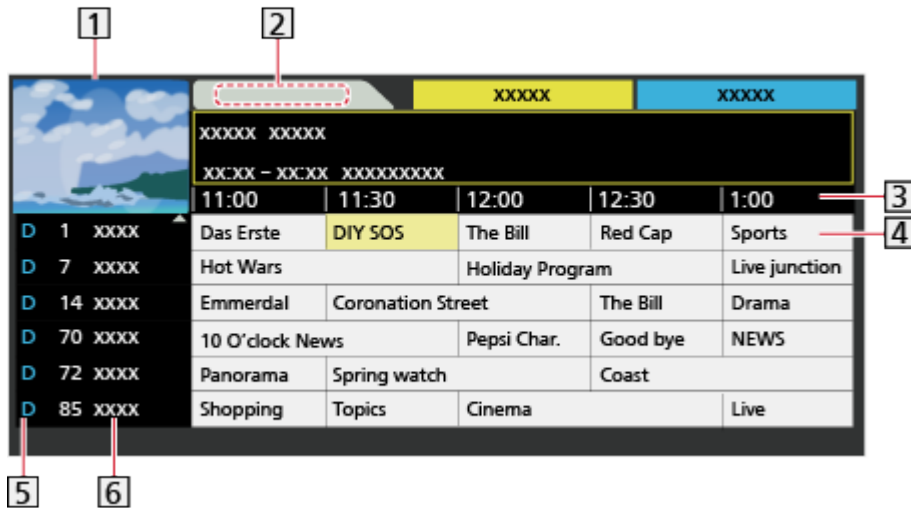 1 2
XXXXX XXXXX
XXXXX XXXXX
XX:XX – XX:XX XXXXXXXXX
11:00 11:30 12:00 12:30 1:00 3
D 1 XXXX Das Erste DIY SOS The Bill Red Cap Sports 4
D 7 XXXX Hot Wars Holiday Program Live junction
D 14 XXXX Emmerdal Coronation Street The Bill Drama
D 70 XXXX 10 O'clock News Pepsi Char. Good bye NEWS
D 72 XXXX Panorama Spring watch Coast
D 85 XXXX Shopping Topics Cinema Live
5 6